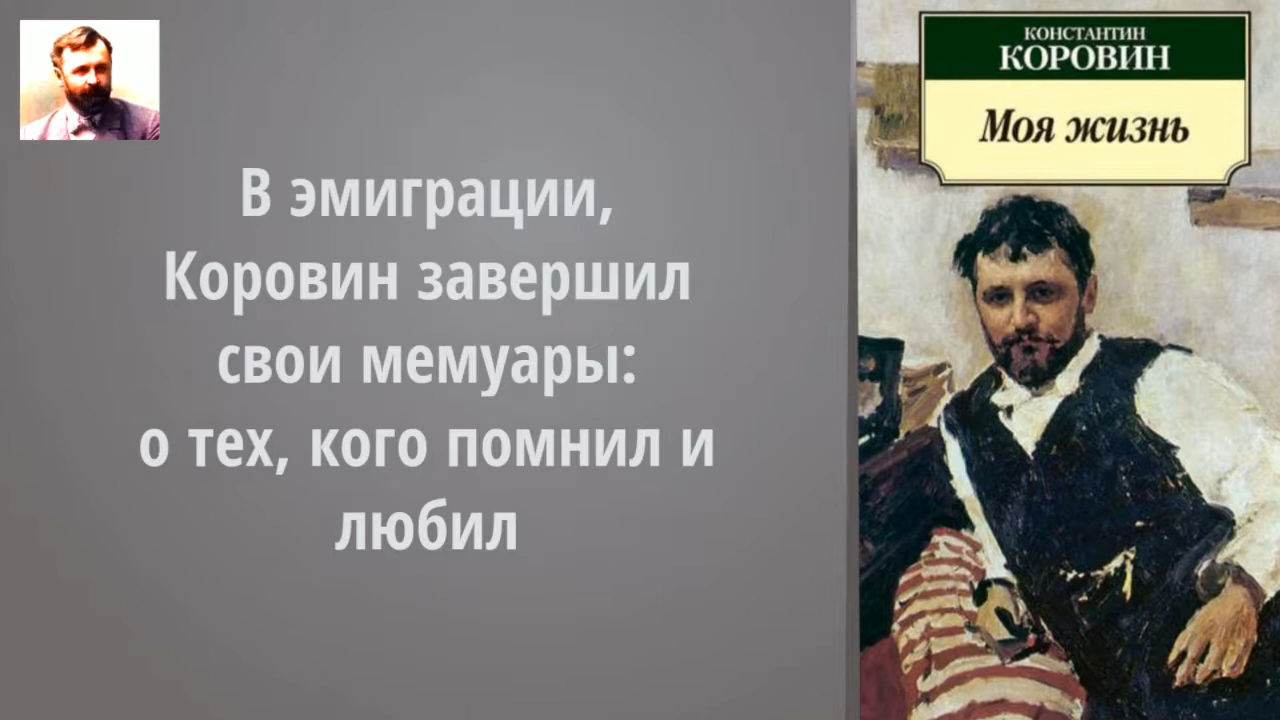 В эмиграции,
Коровин завершил
свои мемуары:
о тех, кого помнил и
любил
КОНСТАНТИН
КОРОВИН
Моя жизнь